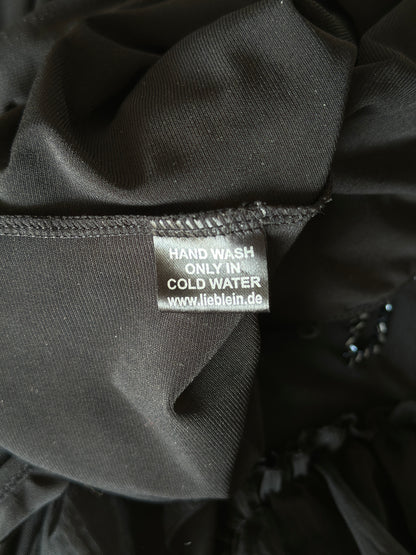 HAND WASH
ONLY IN
COLD WATER
www.lieblein.de